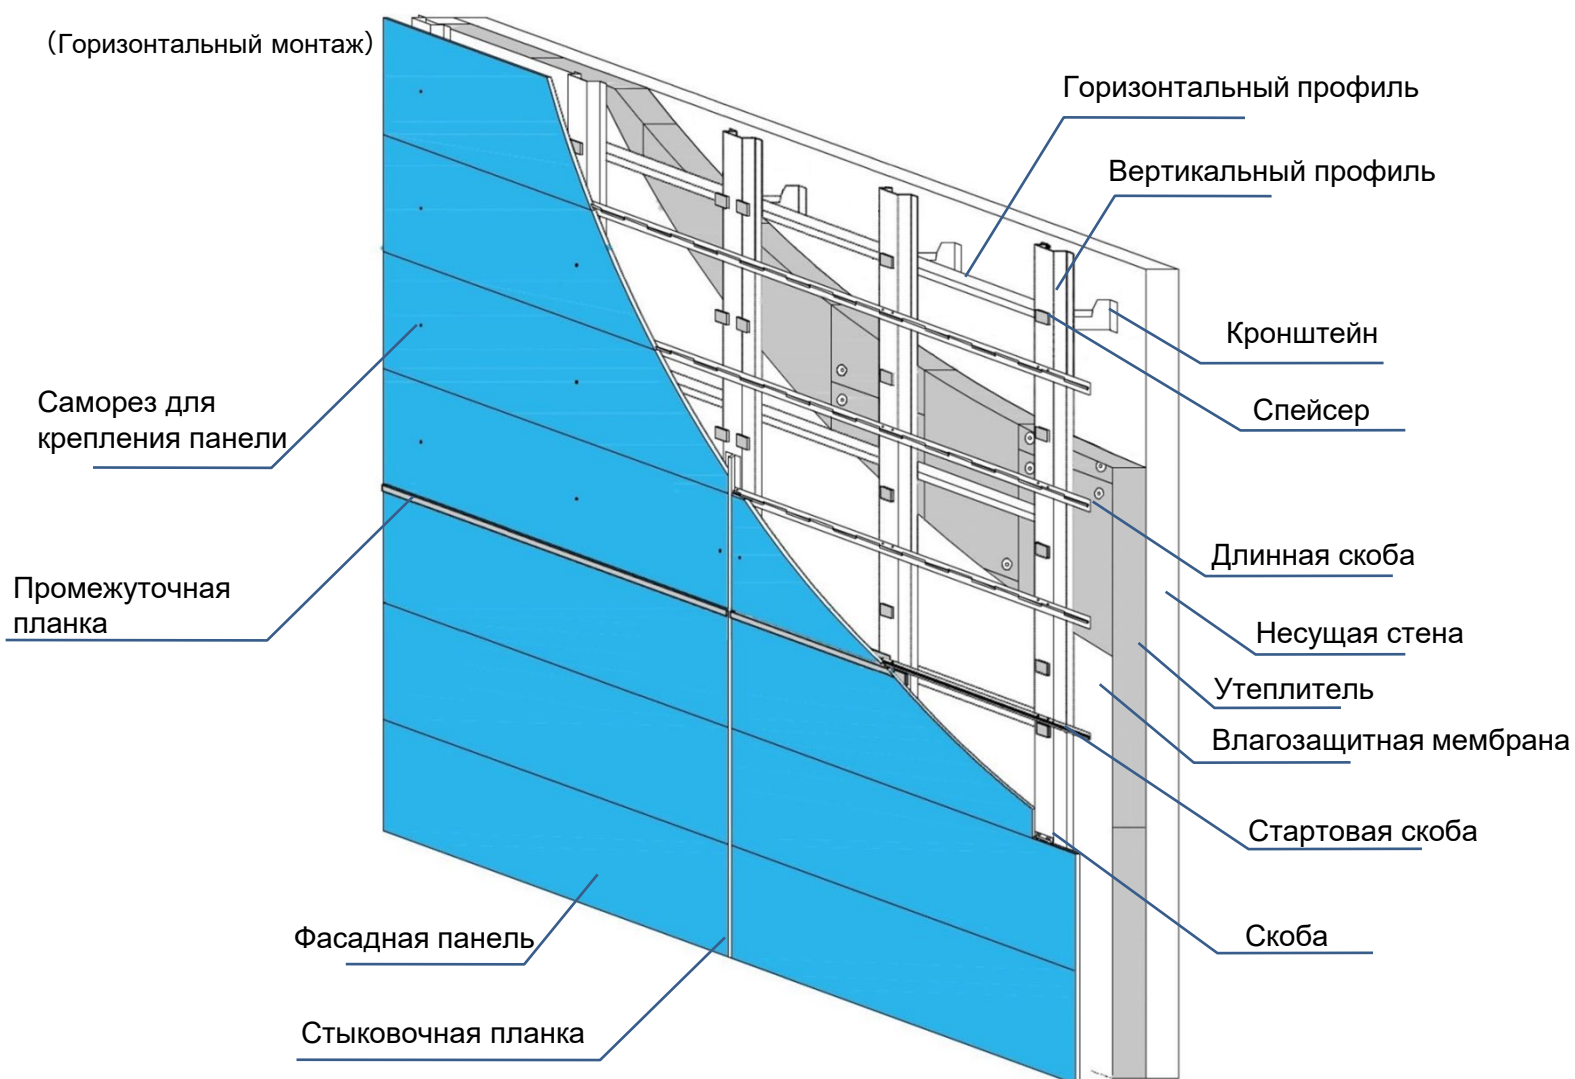 (Горизонтальный монтаж)
Горизонтальный профиль
Вертикальный профиль
Кронштейн
Спейсер
Саморез для
крепления панели
Длинная скоба
Промежуточная
планка
Несущая стена
Утеплитель
Влагозащитная мембрана
Стартовая скоба
Фасадная панель
Скоба
Стыковочная планка